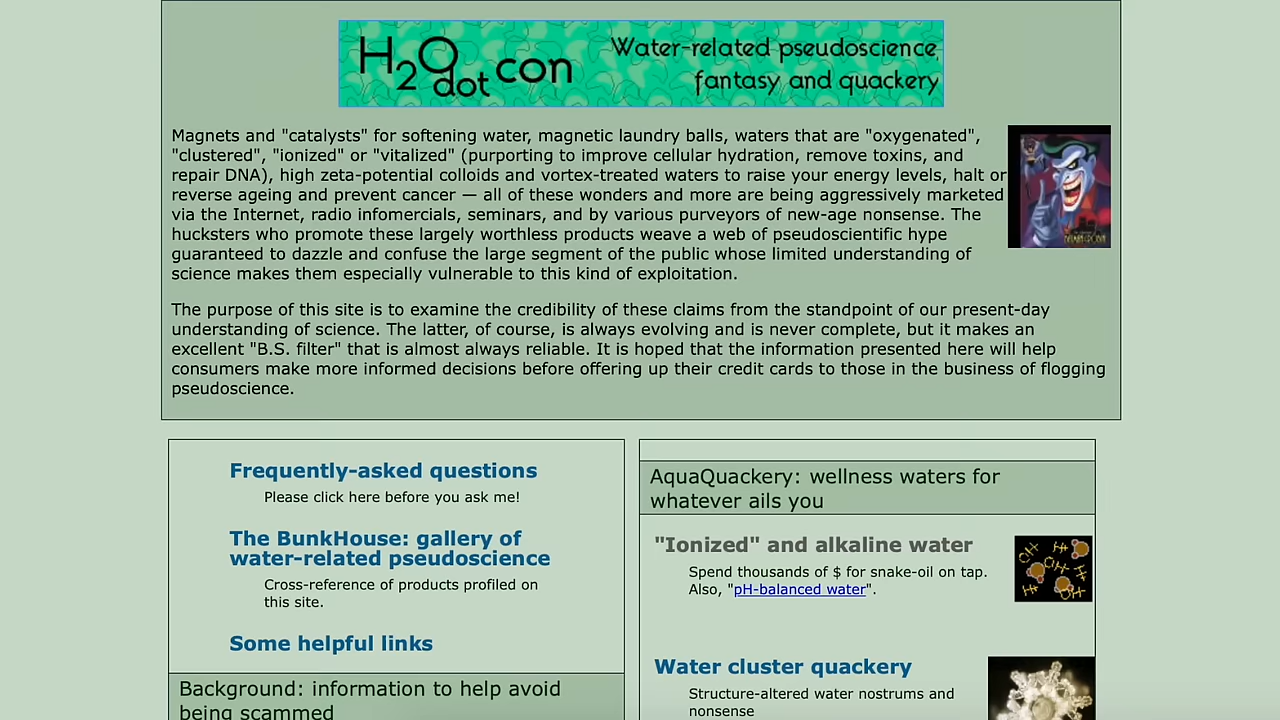 H2O dot con
Water-related pseudoscience,
fantasy and quackery
Magnets and "catalysts" for softening water, magnetic laundry balls, waters that are "oxygenated",
"clustered", "ionized" or "vitalized" (purporting to improve cellular hydration, remove toxins, and
repair DNA), high zeta-potential colloids and vortex-treated waters to raise your energy levels, halt or
reverse ageing and prevent cancer — all of these wonders and more are being aggressively marketed
via the Internet, radio infomercials, seminars, and by various purveyors of new-age nonsense. The
hucksters who promote these largely worthless products weave a web of pseudoscientific hype
guaranteed to dazzle and confuse the large segment of the public whose limited understanding of
science makes them especially vulnerable to this kind of exploitation.
The purpose of this site is to examine the credibility of these claims from the standpoint of our present-day
understanding of science. The latter, of course, is always evolving and is never complete, but it makes an
excellent "B.S. filter" that is almost always reliable. It is hoped that the information presented here will help
consumers make more informed decisions before offering up their credit cards to those in the business of flogging
pseudoscience.
Frequently-asked questions
Please click here before you ask me!
The BunkHouse: gallery of
water-related pseudoscience
Cross-reference of products profiled on
this site.
Some helpful links
Background: information to help avoid
being scammed
AquaQuackery: wellness waters for
whatever ails you
"Ionized" and alkaline water
Spend thousands of $ for snake-oil on tap.
Also, "pH-balanced water".
Water cluster quackery
Structure-altered water nostrums and
nonsense